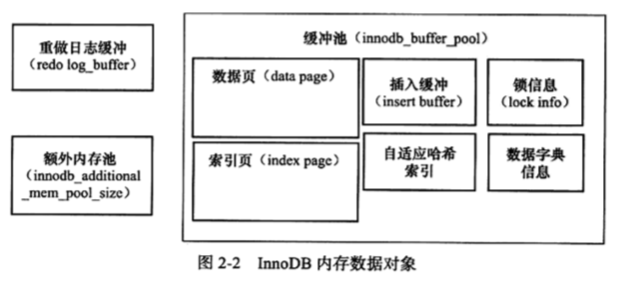 重做日志缓冲
（redo log_buffer）
额外内存池
（innodb_additional
_mem_pool_size）
缓冲池（innodb_buffer_pool）
数据页（data page）
插入缓冲
（insert buffer）
锁信息
（lock info）
索引页（index page）
自适应哈希
索引
数据字典
信息
图 2-2 InnoDB 内存数据对象